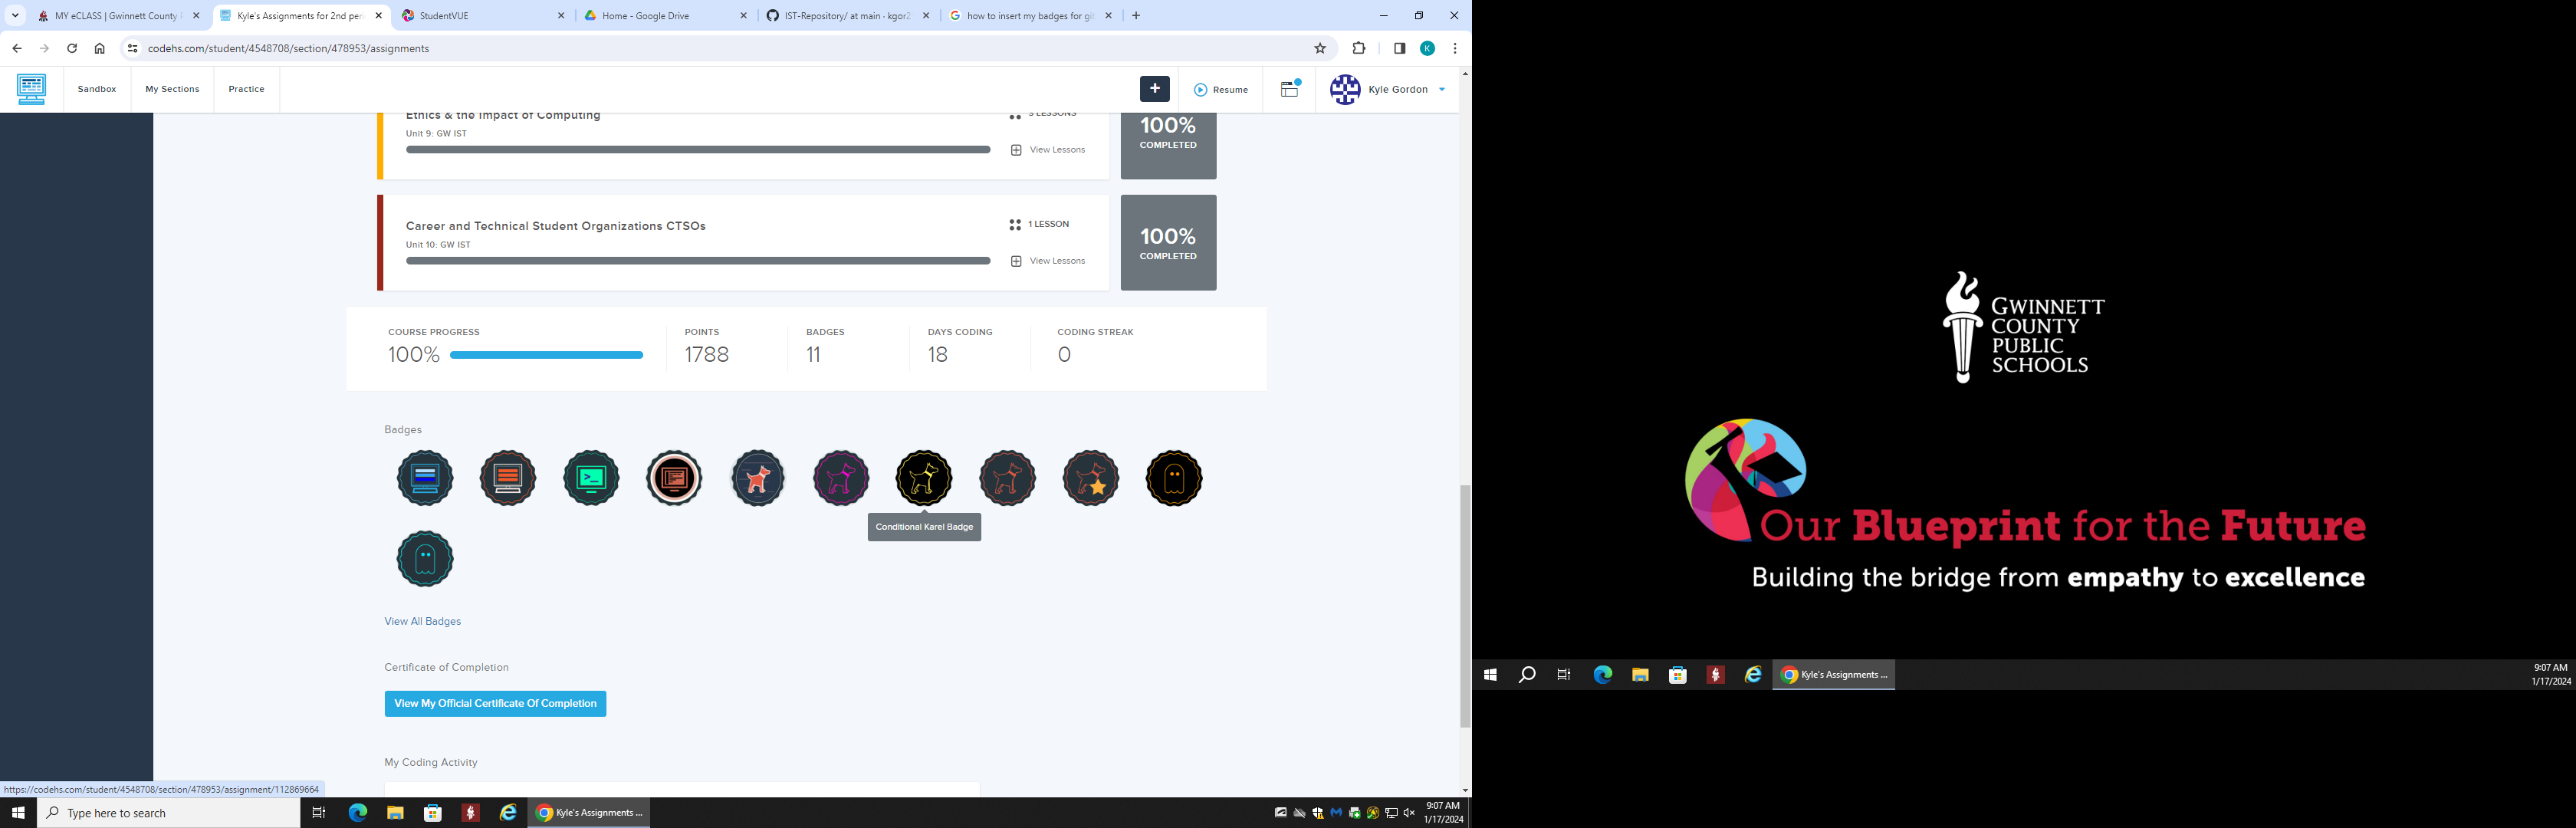 MY eCLASS | Gwinnett County
Kyle's Assignments for 2nd per
StudentVUE
Home - Google Drive
IST-Repository/ at main · kgor2
how to insert my badges for git
codehs.com/student/4548708/section/478953/assignments
K
Sandbox
My Sections
Practice
+
Resume
Kyle Gordon
Ethics & the Impact of Computing
Unit 9: GW IST
3 LESSONS
View Lessons
100%
COMPLETED
Career and Technical Student Organizations CTSOs
Unit 10: GW IST
1 LESSON
View Lessons
100%
COMPLETED
COURSE PROGRESS
100%
POINTS
1788
BADGES
11
DAYS CODING
18
CODING STREAK
0
Badges
Conditional Karel Badge
View All Badges
Certificate of Completion
View My Official Certificate Of Completion
My Coding Activity
https://codehs.com/student/4548708/section/478953/assignment/112869664
Type here to search
Kyle's Assignments ...
9:07 AM
1/17/2024
GWINNETT
COUNTY
PUBLIC
SCHOOLS
Our Blueprint for the Future
Building the bridge from empathy to excellence
Kyle's Assignments ...
9:07 AM
1/17/2024